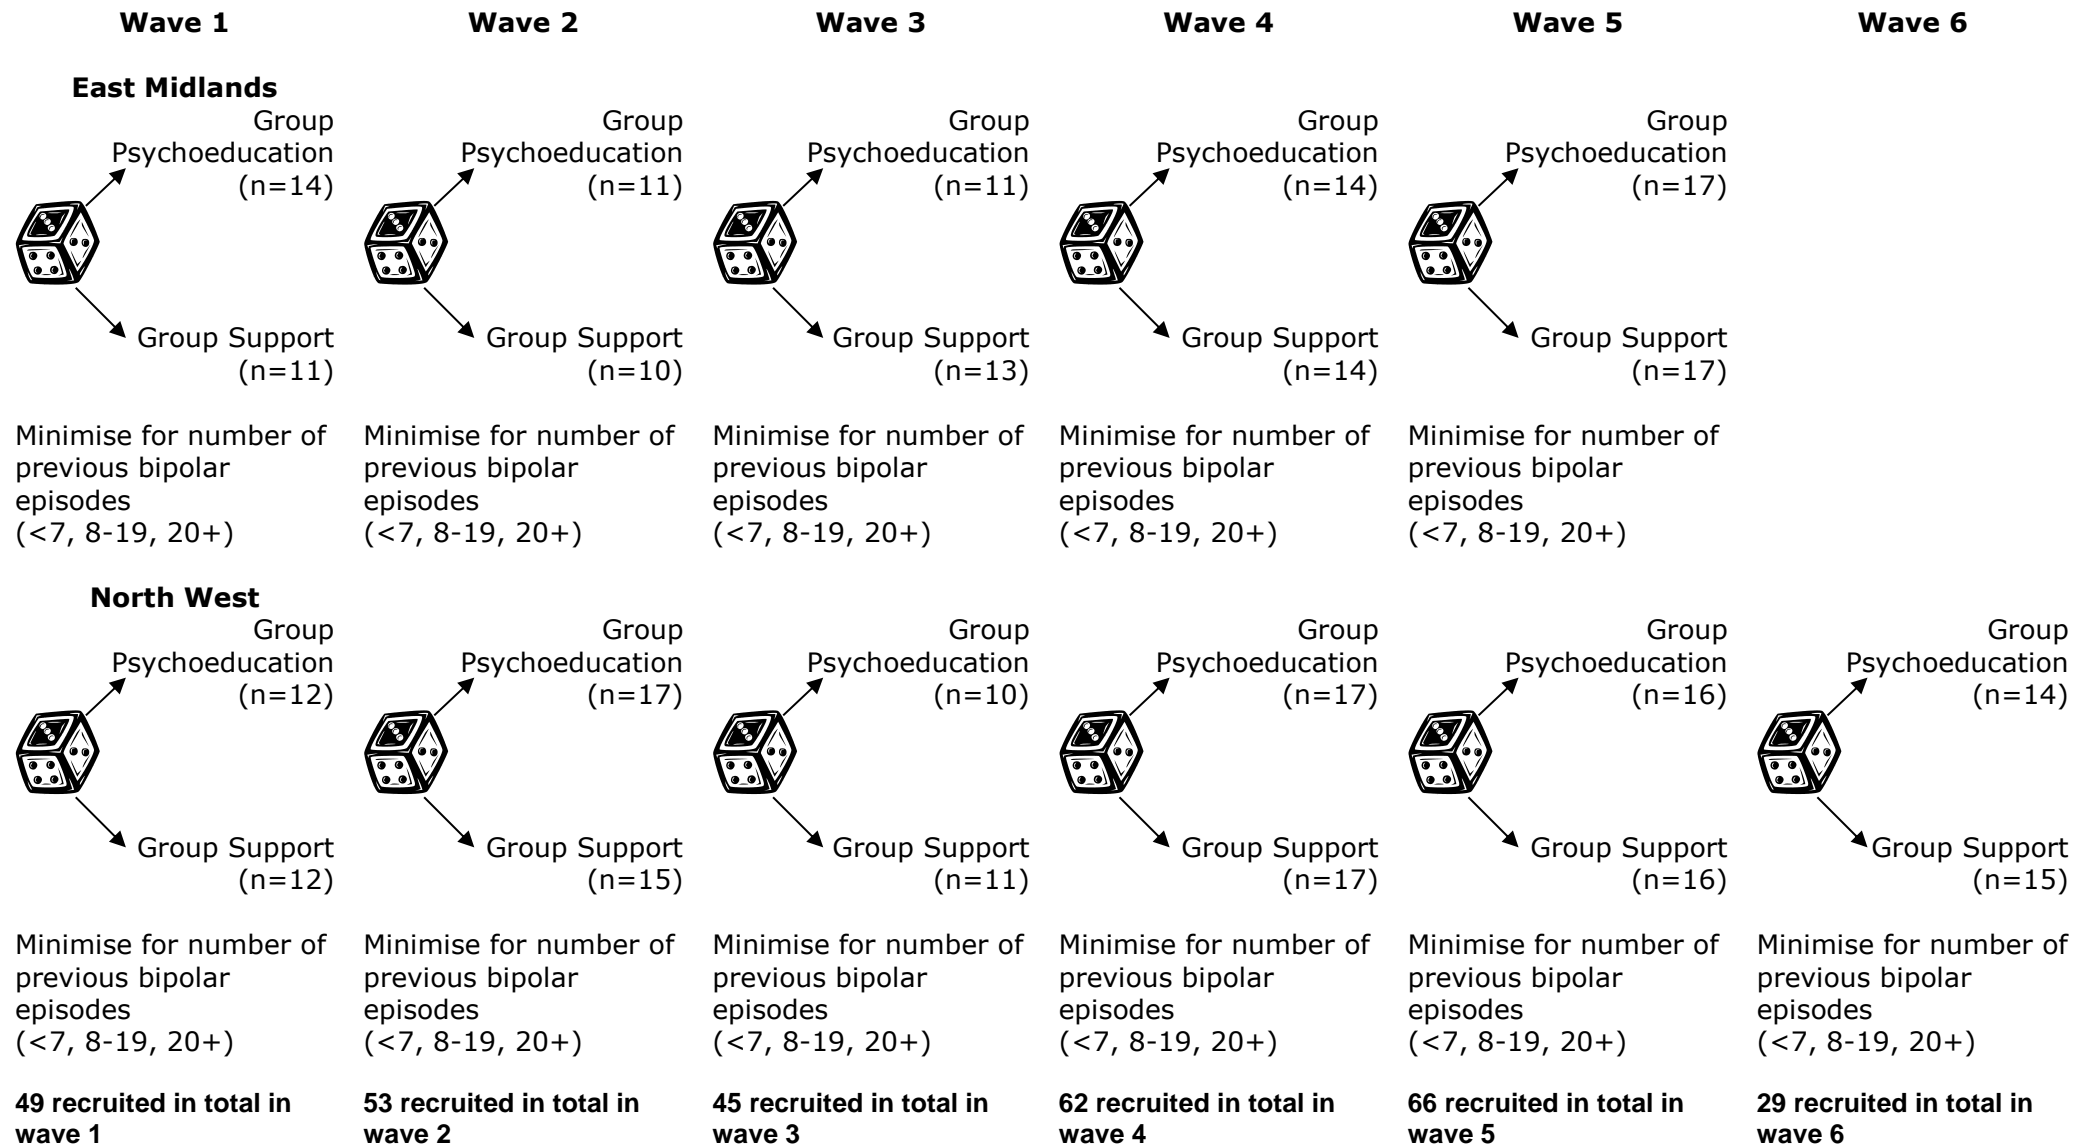 Wave 1
Wave 2
Wave 3
Wave 4
Wave 5
Wave 6
East Midlands
Group
Psychoeducation
(n=14)
Group Support
(n=11)
Minimise for number of
previous bipolar
episodes
(<7, 8-19, 20+)
Group
Psychoeducation
(n=11)
Group Support
(n=10)
Minimise for number of
previous bipolar
episodes
(<7, 8-19, 20+)
Group
Psychoeducation
(n=11)
Group Support
(n=13)
Minimise for number of
previous bipolar
episodes
(<7, 8-19, 20+)
Group
Psychoeducation
(n=14)
Group Support
(n=14)
Minimise for number of
previous bipolar
episodes
(<7, 8-19, 20+)
Group
Psychoeducation
(n=17)
Group Support
(n=17)
Minimise for number of
previous bipolar
episodes
(<7, 8-19, 20+)
North West
Group
Psychoeducation
(n=12)
Group Support
(n=12)
Minimise for number of
previous bipolar
episodes
(<7, 8-19, 20+)
Group
Psychoeducation
(n=17)
Group Support
(n=15)
Minimise for number of
previous bipolar
episodes
(<7, 8-19, 20+)
Group
Psychoeducation
(n=10)
Group Support
(n=11)
Minimise for number of
previous bipolar
episodes
(<7, 8-19, 20+)
Group
Psychoeducation
(n=17)
Group Support
(n=17)
Minimise for number of
previous bipolar
episodes
(<7, 8-19, 20+)
Group
Psychoeducation
(n=16)
Group Support
(n=16)
Minimise for number of
previous bipolar
episodes
(<7, 8-19, 20+)
Group
Psychoeducation
(n=14)
Group Support
(n=15)
Minimise for number of
previous bipolar
episodes
(<7, 8-19, 20+)
49 recruited in total in
wave 1
53 recruited in total in
wave 2
45 recruited in total in
wave 3
62 recruited in total in
wave 4
66 recruited in total in
wave 5
29 recruited in total in
wave 6